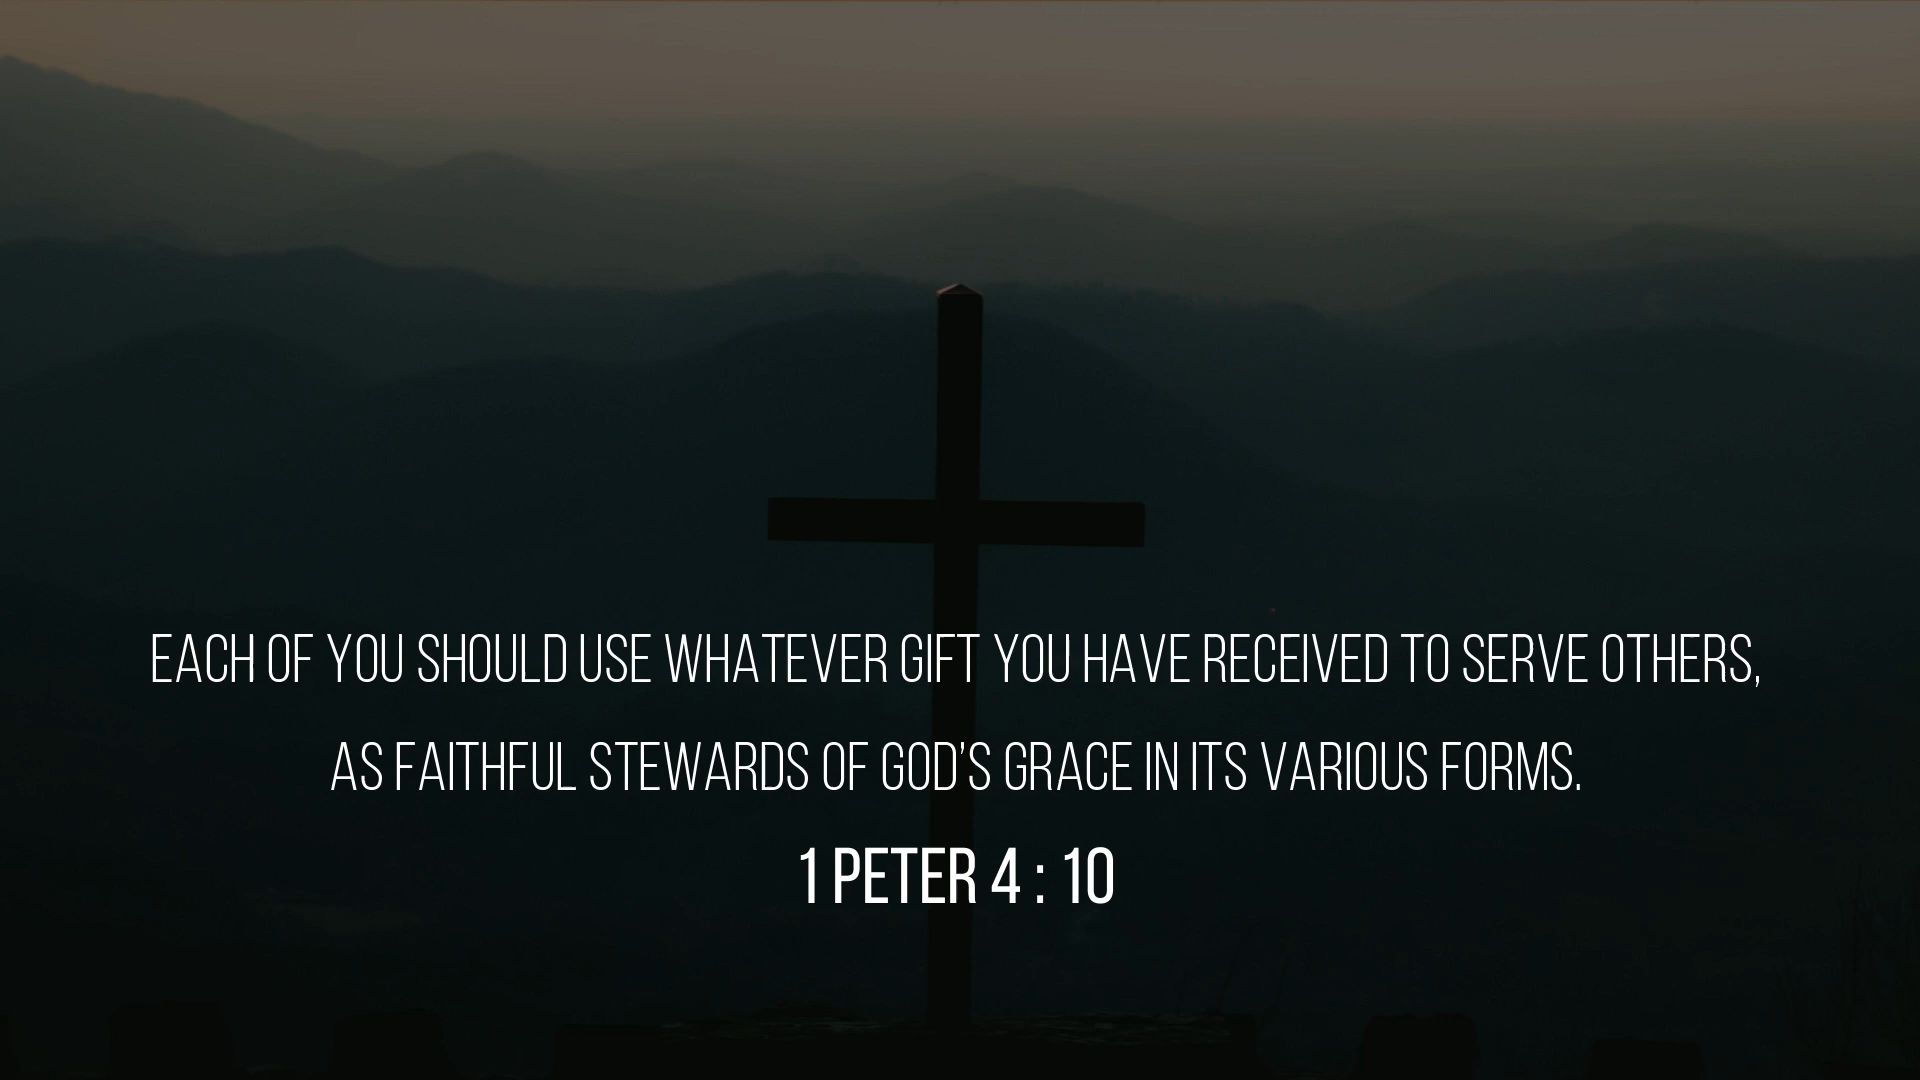 EACH OF YOU SHOULD USE WHATEVER GIFT YOU HAVE RECEIVED TO SERVE OTHERS,
AS FAITHFUL STEWARDS OF GOD’S GRACE IN ITS VARIOUS FORMS.
1 PETER 4 : 10